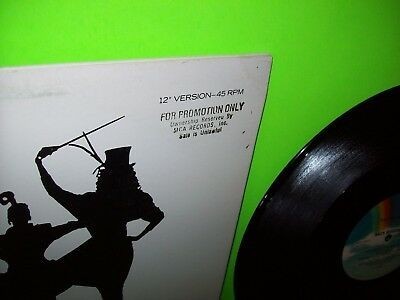 12" VERSION—45 RPM
FOR PROMOTION ONLY
Ownership Reserved By
MCA RECORDS, Inc.
Sale is Unlawful